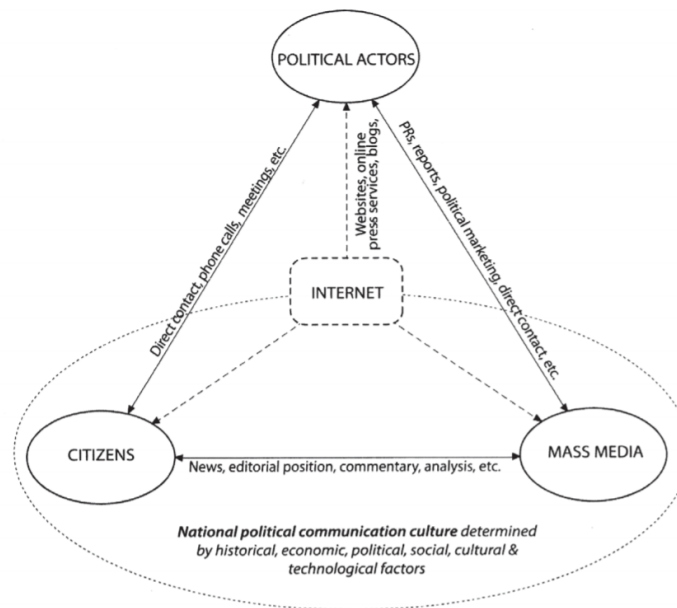 POLITICAL ACTORS
Direct contact, phone calls, meetings, etc.
Websites, online
press services, blogs,
PRs, reports, political marketing, direct contact, etc.
INTERNET
CITIZENS
MASS MEDIA
News, editorial position, commentary, analysis, etc.
National political communication culture determined
by historical, economic, political, social, cultural &
technological factors